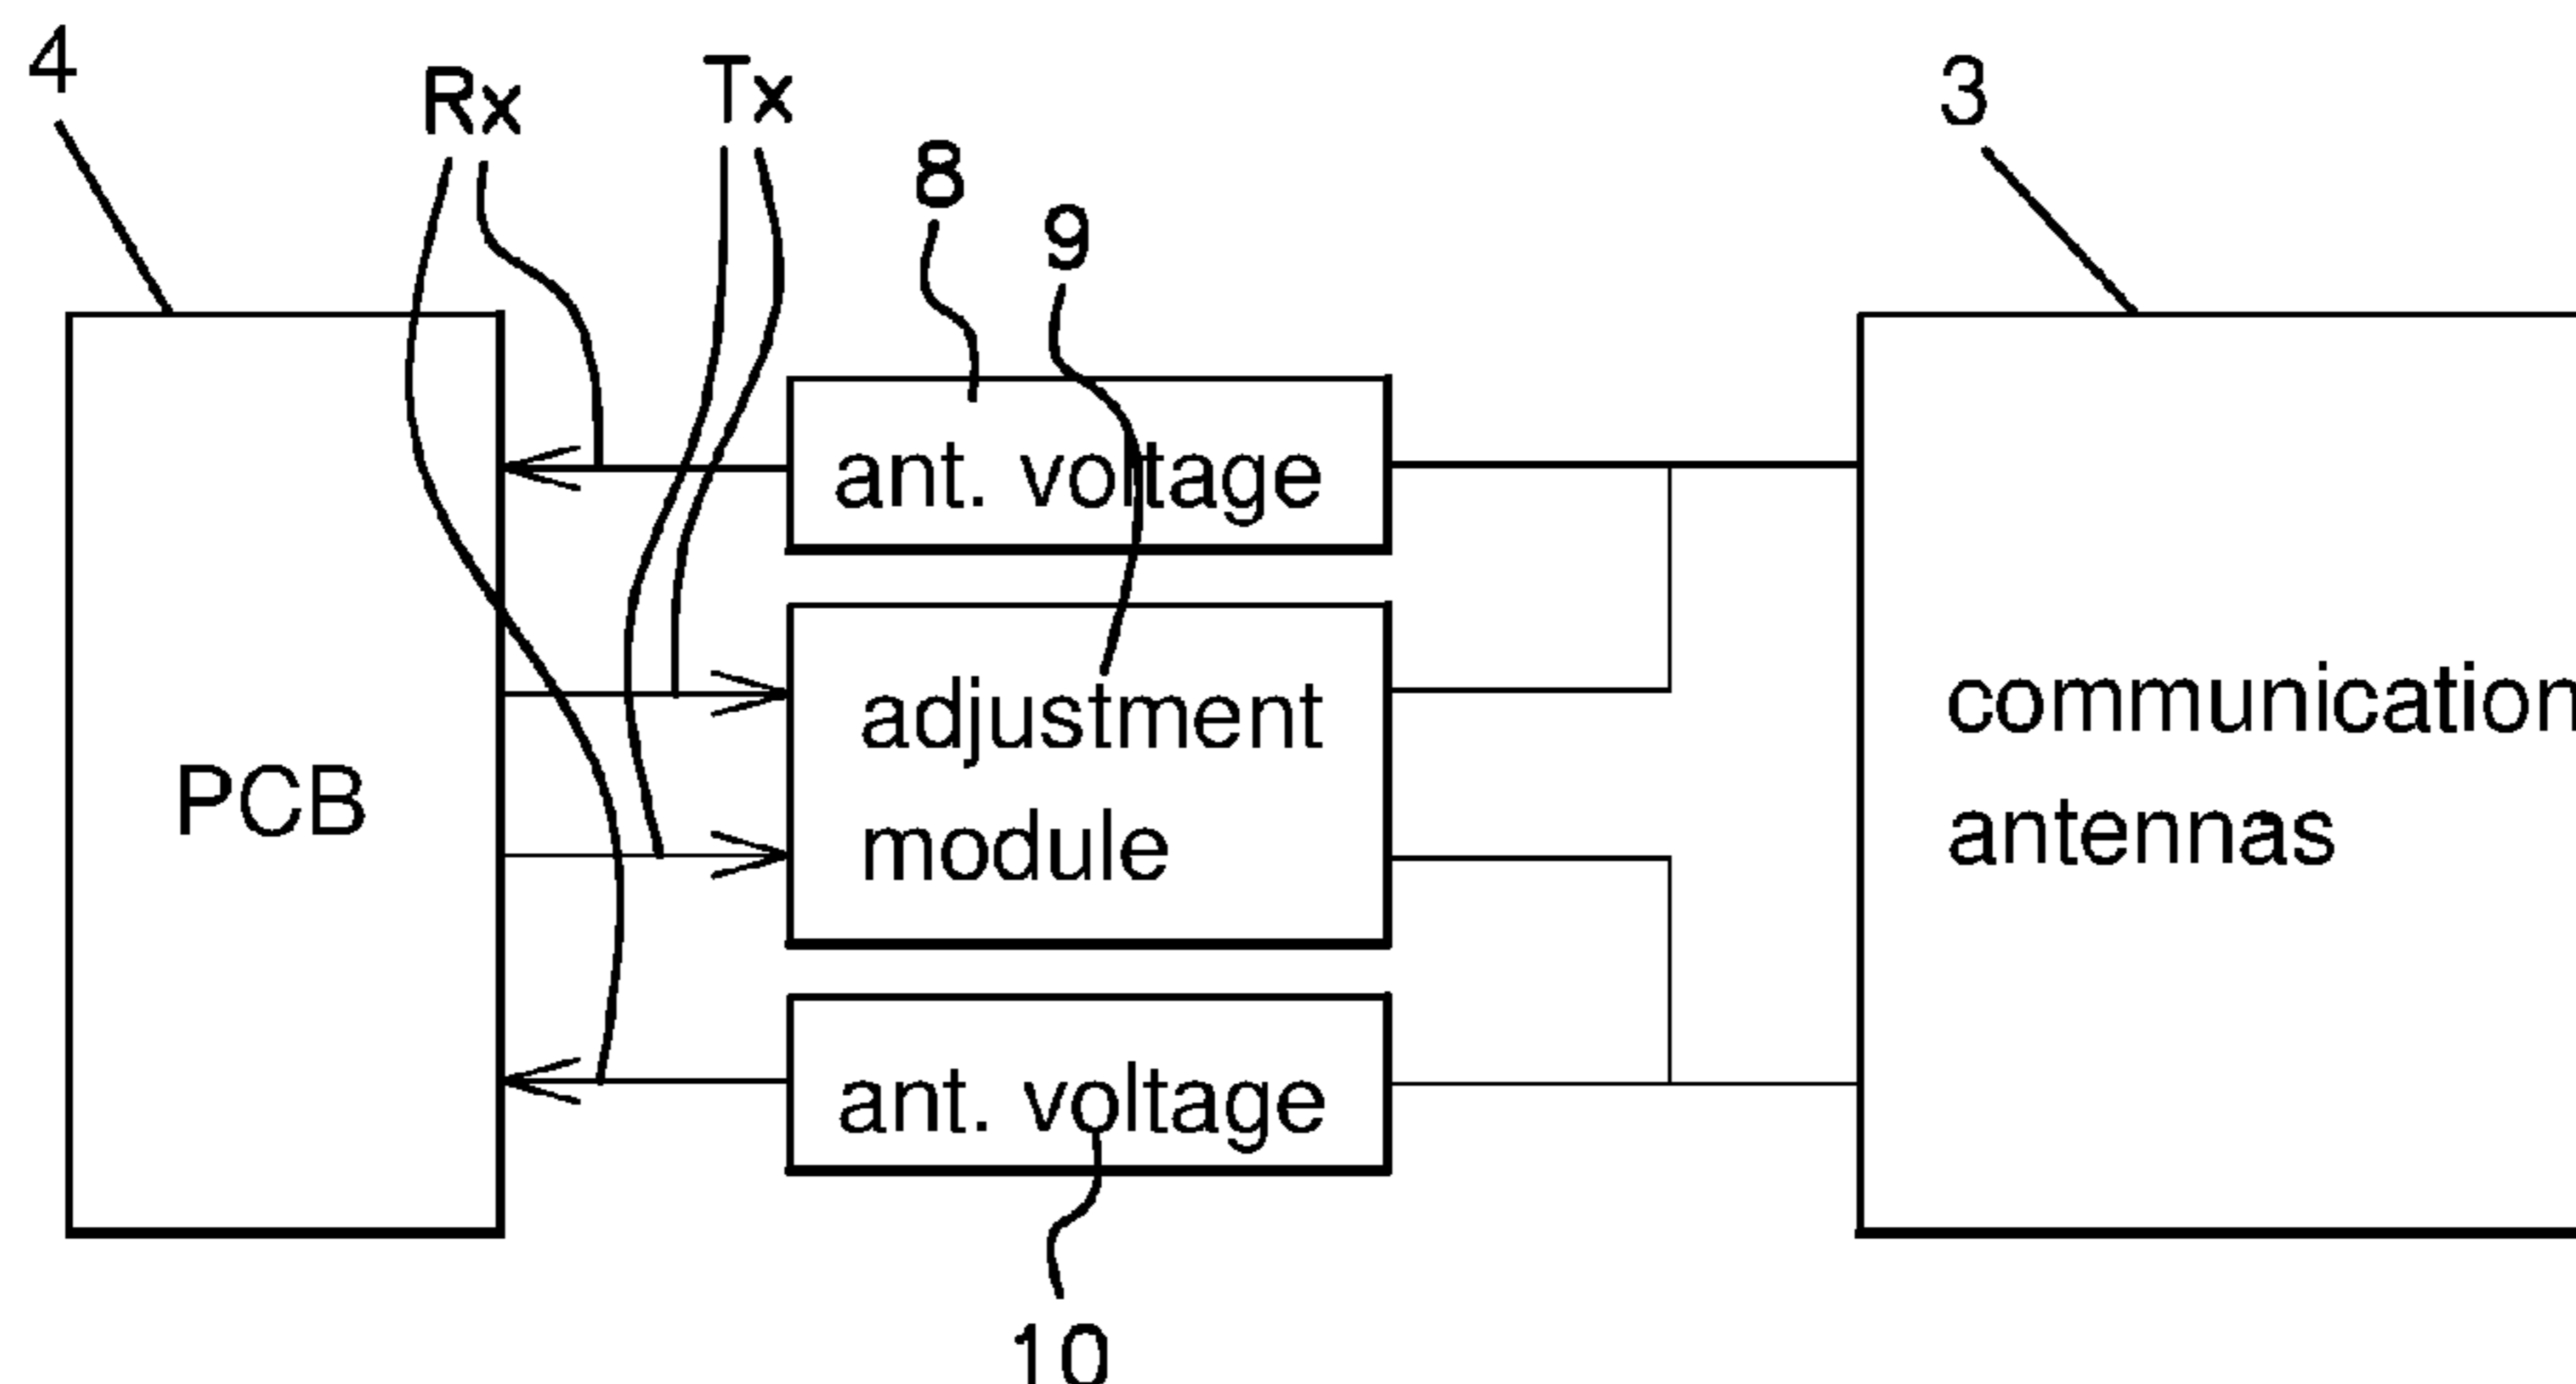 4
Rx
Tx
8
9
3
ant. voltage
adjustment
module
PCB
communication
antennas
ant. voltage
10